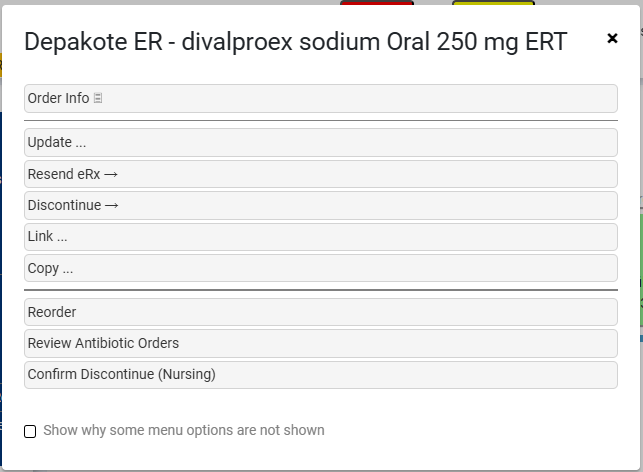 Depakote ER - divalproex sodium Oral 250 mg ERT
Order Info
Update ...
Resend eRx →
Discontinue →
Link ...
Copy ...
Reorder
Review Antibiotic Orders
Confirm Discontinue (Nursing)
Show why some menu options are not shown